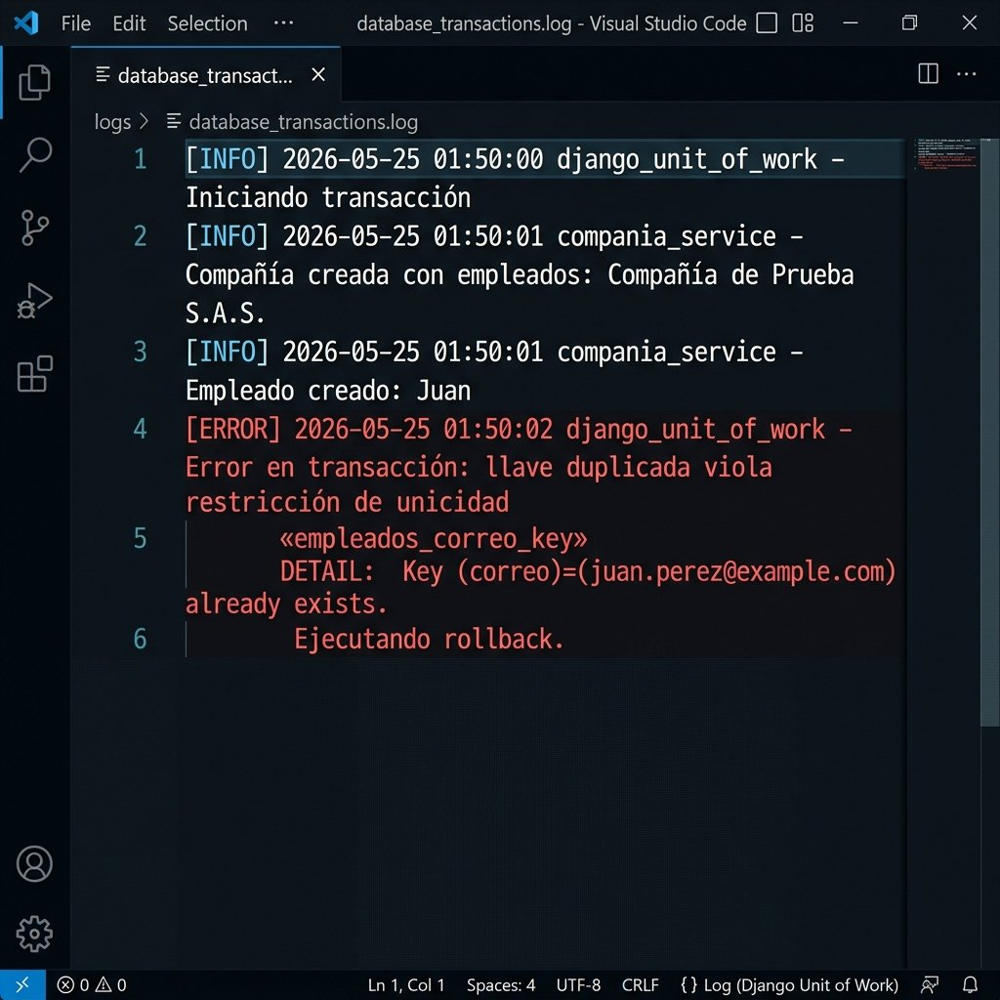 File Edit Selection ··· database_transactions.log - Visual Studio Code
database_transact... ×
logs > database_transactions.log
1 [INFO] 2026-05-25 01:50:00 django_unit_of_work –
Iniciando transacción
2 [INFO] 2026-05-25 01:50:01 compania_service –
Compañía creada con empleados: Compañía de Prueba
S.A.S.
3 [INFO] 2026-05-25 01:50:01 compania_service –
Empleado creado: Juan
4 [ERROR] 2026-05-25 01:50:02 django_unit_of_work –
Error en transacción: llave duplicada viola
restricción de unicidad
5 «empleados_correo_key»
DETAIL: Key (correo)=(juan.perez@example.com)
already exists.
6 Ejecutando rollback.
0 0 Ln 1, Col 1 Spaces: 4 UTF-8 CRLF {} Log (Django Unit of Work)